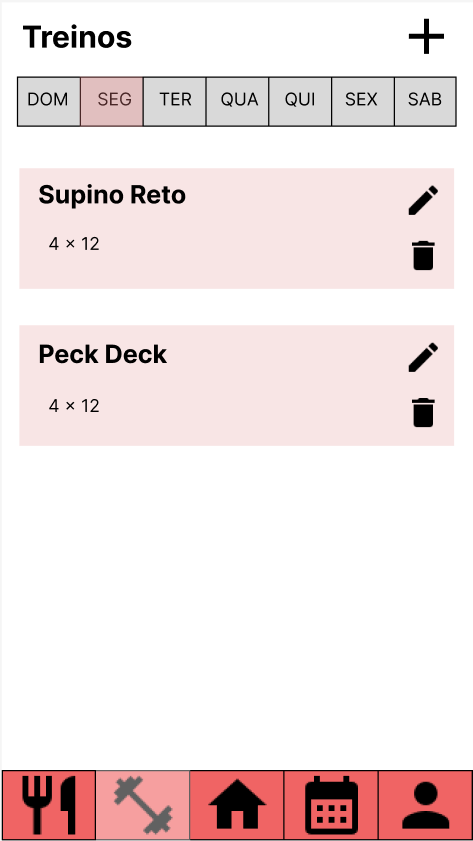 Treinos
DOM SEG TER QUA QUI SEX SAB
Supino Reto
4 × 12
Peck Deck
4 × 12